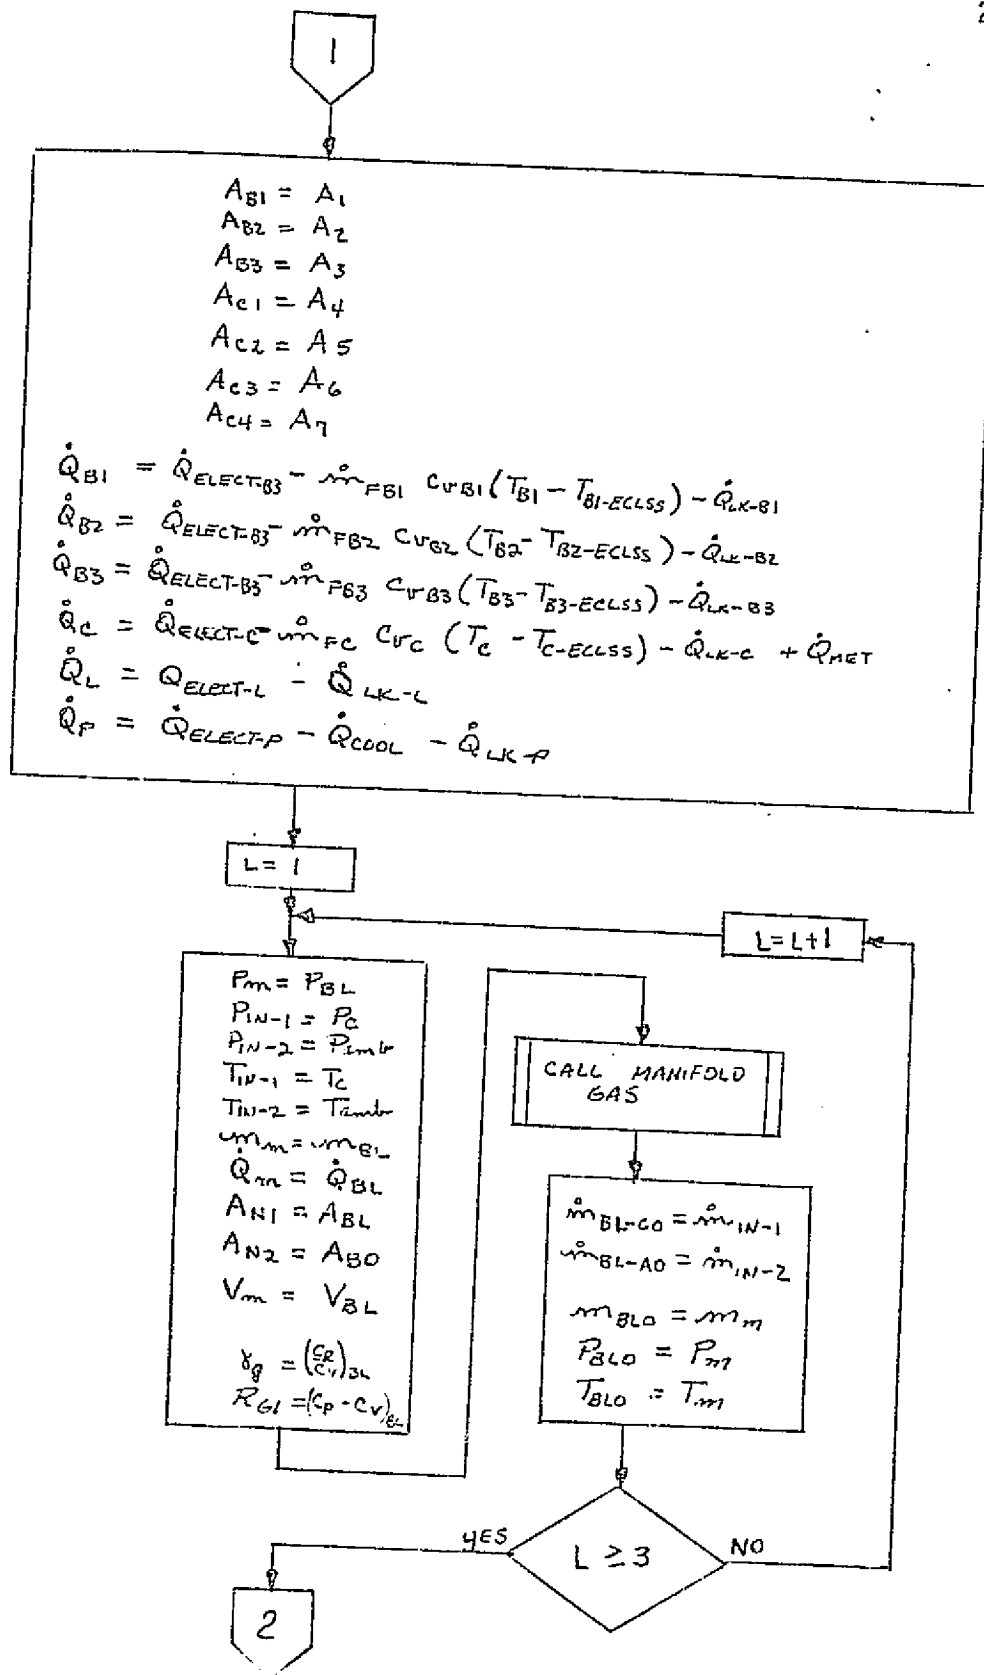 1
A_B1 = A_1
A_B2 = A_2
A_B3 = A_3
A_C1 = A_4
A_C2 = A_5
A_C3 = A_6
A_C4 = A_7
Q̇_B1 = Q̇_ELECT-B3 - ṁ_FB1 C_VB1 (T_B1 - T_B1-ECLSS) - Q̇_LK-B1
Q̇_B2 = Q̇_ELECT-B3 - ṁ_FB2 C_VB2 (T_B2 - T_B2-ECLSS) - Q̇_LK-B2
Q̇_B3 = Q̇_ELECT-B3 - ṁ_FB3 C_VB3 (T_B3 - T_B3-ECLSS) - Q̇_LK-B3
Q̇_C = Q̇_ELECT-C - ṁ_FC C_VC (T_C - T_C-ECLSS) - Q̇_LK-C + Q̇_MET
Q̇_L = Q_ELECT-L - Q̇_LK-L
Q̇_P = Q̇_ELECT-P - Q̇_COOL - Q̇_LK-P
L = 1
L = L+1
P_m = P_BL
P_IN-1 = P_C
P_IN-2 = P_amb
T_IN-1 = T_C
T_IN-2 = T_amb
m_m = m_BL
Q̇_m = Q̇_BL
A_N1 = A_BL
A_N2 = A_BO
V_m = V_BL
γ_g = (C_P/C_V)_BL
R_G1 = (C_P - C_V)_BL
CALL MANIFOLD
GAS
ṁ_BL-CO = ṁ_IN-1
ṁ_BL-AO = ṁ_IN-2
m_BLO = m_m
P_BLO = P_m
T_BLO = T_m
L ≥ 3
YES
NO
2